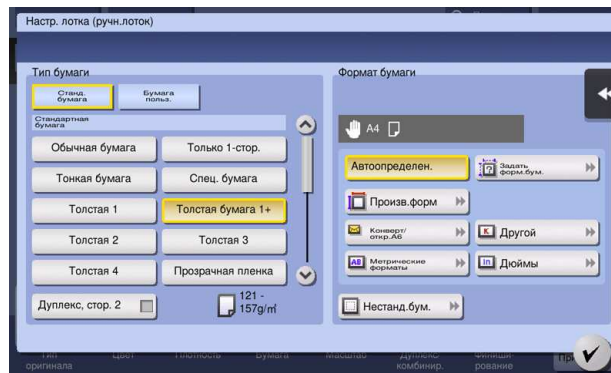 Настр. лотка (ручн.лоток)
Тип бумаги
Станд.
бумага
Бумага
польз.
Стандартная
бумага
Обычная бумага
Только 1-стор.
Тонкая бумага
Спец. бумага
Толстая 1
Толстая бумага 1+
Толстая 2
Толстая 3
Толстая 4
Прозрачная пленка
Дуплекс, стор. 2
121 -
157g/m²
Формат бумаги
A4
Автоопределен.
Задать
форм.бум.
Произв.форм
Конверт/
откр.A6
K
Другой
AB
Метрические
форматы
In
Дюймы
Нестанд.бум.
Тип
оригинала
Цвет
Плотность
Бумага
Масштаб
Дуплекс-
комбинир.
Финиши-
рование